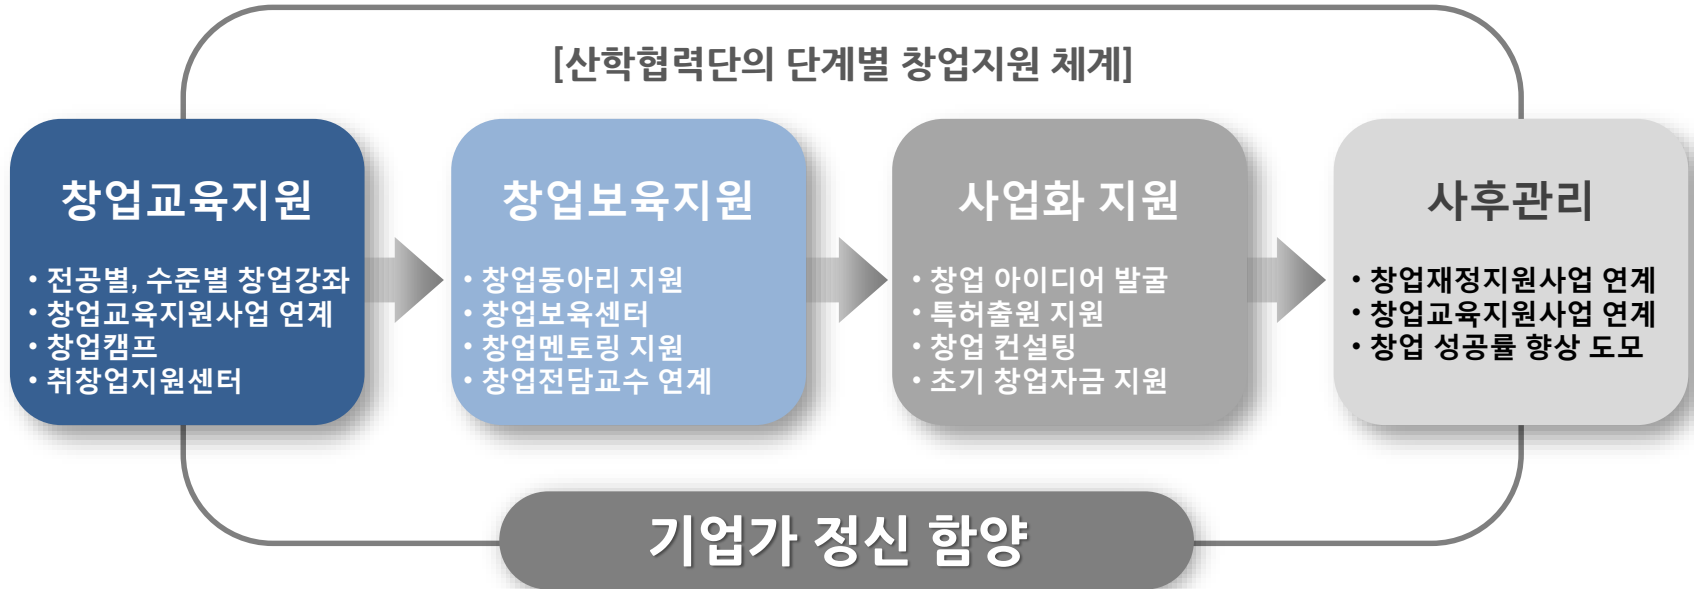 [산학협력단의 단계별 창업지원 체계]
창업교육지원
• 전공별, 수준별 창업강좌
• 창업교육지원사업 연계
• 창업캠프
• 취창업지원센터
창업보육지원
• 창업동아리 지원
• 창업보육센터
• 창업멘토링 지원
• 창업전담교수 연계
사업화 지원
• 창업 아이디어 발굴
• 특허출원 지원
• 창업 컨설팅
• 초기 창업자금 지원
사후관리
• 창업재정지원사업 연계
• 창업교육지원사업 연계
• 창업 성공률 향상 도모
기업가 정신 함양